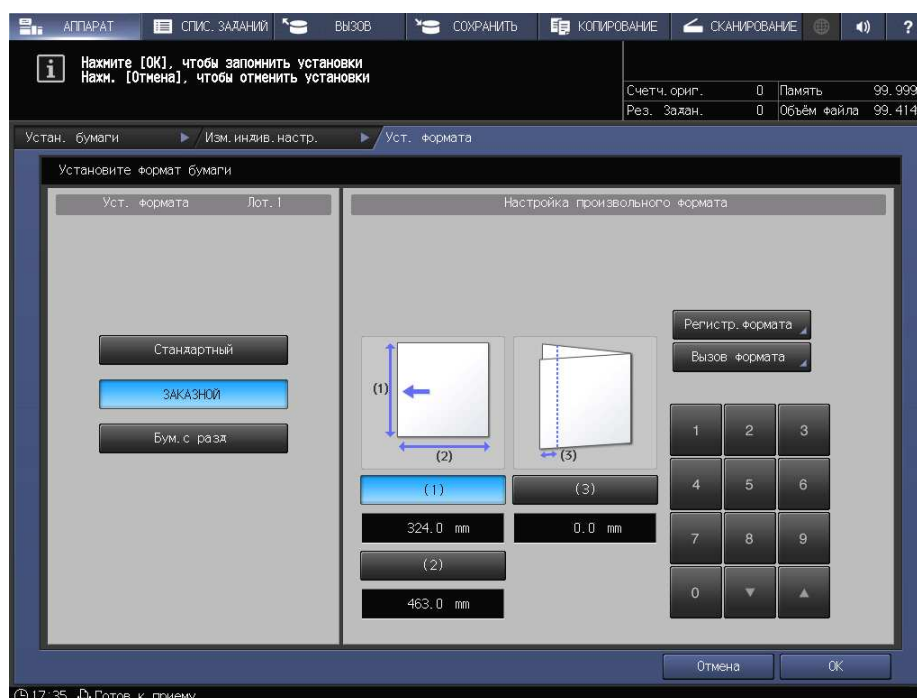 АППАРАТ СПИС. ЗАДАНИЙ ВЫЗОВ СОХРАНИТЬ КОПИРОВАНИЕ СКАНИРОВАНИЕ ?
Нажмите [OK], чтобы запомнить установки
Нажм. [Отмена], чтобы отменить установки
Счетч.ориг. 0 Память 99.999
Рез. Задан. 0 Объём файла 99.414
Устан. бумаги Изм.индив.настр. Уст. формата
Установите формат бумаги
Уст. формата Лот.1
Настройка произвольного формата
Регистр.формата
Вызов формата
Стандартный
ЗАКАЗНОЙ
Бум.с разд
(1)
(2)
(3)
(1) (3)
324.0 mm 0.0 mm
(2)
463.0 mm
1 2 3
4 5 6
7 8 9
0
Отмена OK
17:35 Готов к приему